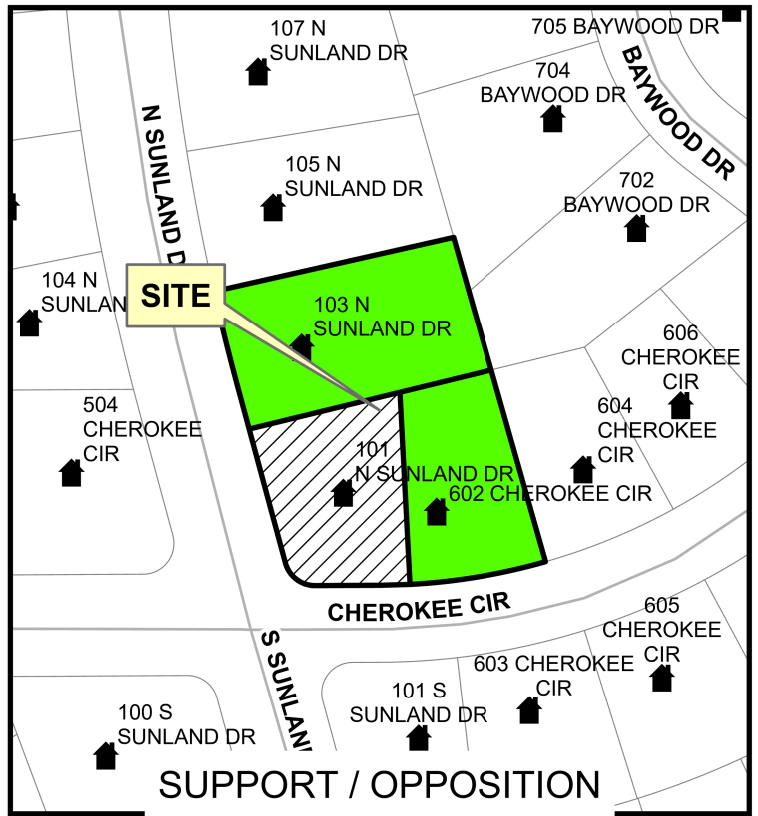 107 N
SUNLAND DR
705 BAYWOOD DR
BAYWOOD DR
704
BAYWOOD DR
N SUNLAND D
105 N
SUNLAND DR
702
BAYWOOD DR
104 N
SUNLAN
SITE
103 N
SUNLAND DR
606
CHEROKEE
CIR
504
CHEROKEE
CIR
604
CHEROKEE
CIR
101
N SUNLAND DR
602 CHEROKEE CIR
CHEROKEE CIR
605
CHEROKEE
CIR
S SUNLAN
603 CHEROKEE
CIR
101 S
SUNLAND DR
100 S
SUNLAND DR
SUPPORT / OPPOSITION